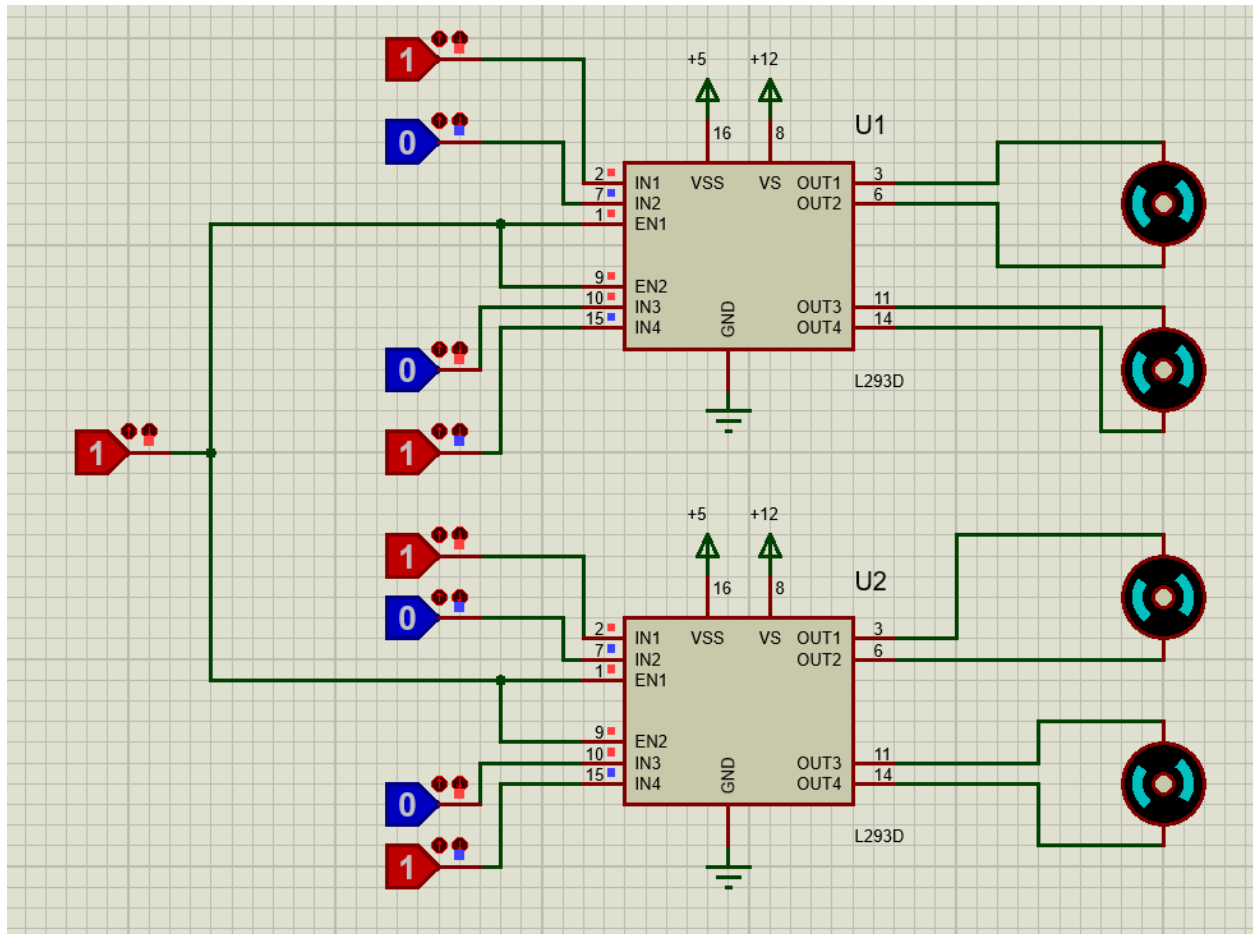 1
+5 +12
0
16 8 U1
2 IN1 VSS VS OUT1 3
7 IN2 OUT2 6
1 EN1
9 EN2
10 IN3 OUT3 11
15 IN4 GND OUT4 14
0
L293D
1
1
+5 +12
1
16 8 U2
0
2 IN1 VSS VS OUT1 3
7 IN2 OUT2 6
1 EN1
9 EN2
10 IN3 OUT3 11
15 IN4 GND OUT4 14
0
L293D
1